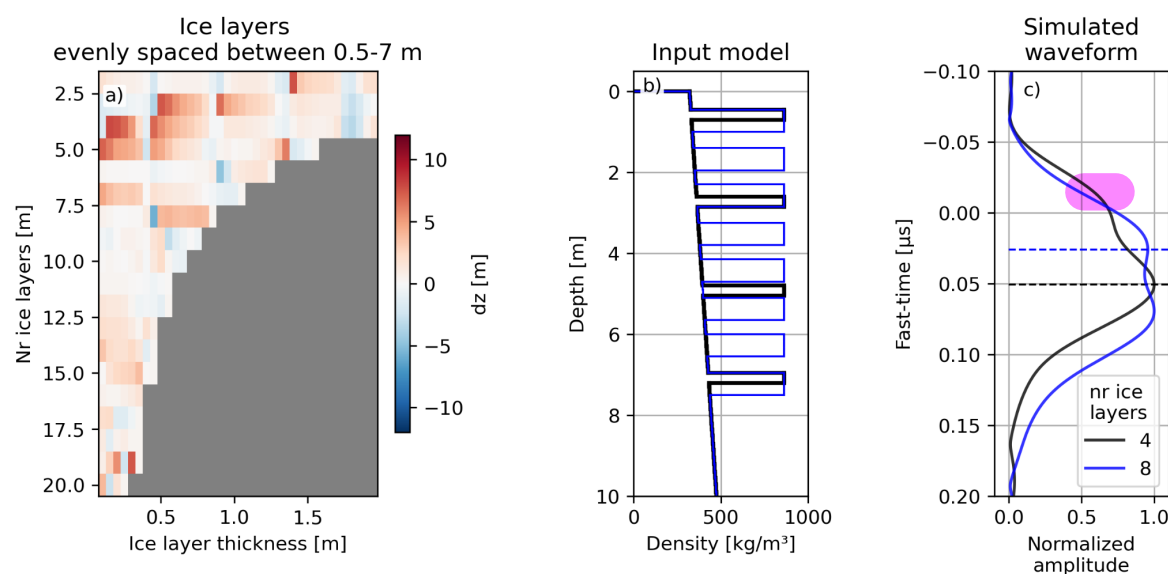 Ice layers
evenly spaced between 0.5-7 m
a)
Nr ice layers [m]
2.5
5.0
7.5
10.0
12.5
15.0
17.5
20.0
0.5
1.0
1.5
Ice layer thickness [m]
10
5
0
−5
−10
dz [m]
Input model
b)
Depth [m]
0
2
4
6
8
10
0
500
1000
Density [kg/m³]
Simulated
waveform
c)
Fast-time [µs]
−0.10
−0.05
0.00
0.05
0.10
0.15
0.20
nr ice
layers
4
8
0.0
0.5
1.0
Normalized
amplitude